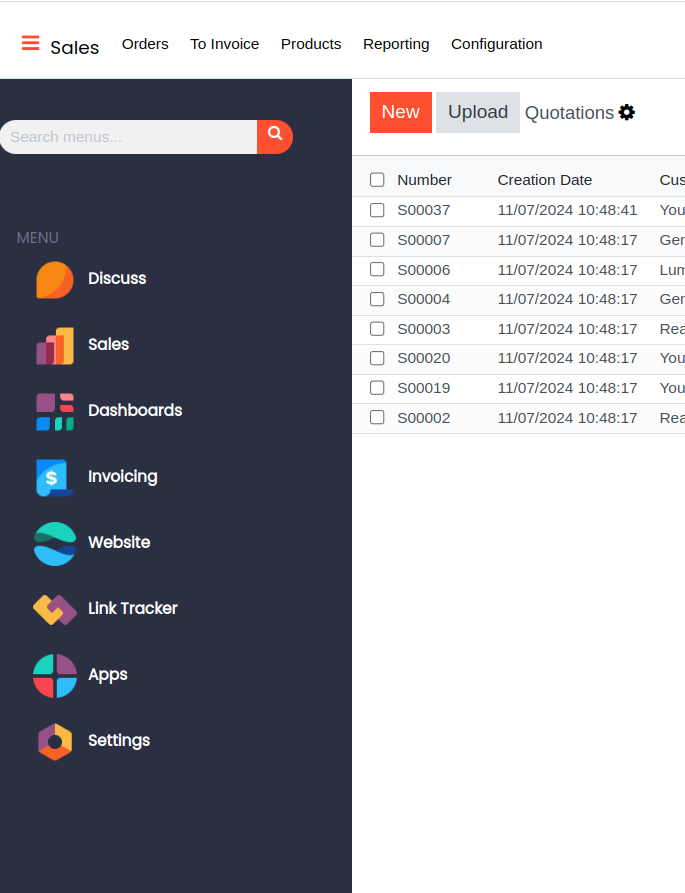 Sales Orders To Invoice Products Reporting Configuration
Search menus...
New Upload Quotations
MENU
Discuss
Sales
Dashboards
Invoicing
$
Website
Link Tracker
Apps
Settings
Number Creation Date Cus
S00037 11/07/2024 10:48:41 You
S00007 11/07/2024 10:48:17 Ger
S00006 11/07/2024 10:48:17 Lum
S00004 11/07/2024 10:48:17 Ger
S00003 11/07/2024 10:48:17 Rea
S00020 11/07/2024 10:48:17 You
S00019 11/07/2024 10:48:17 You
S00002 11/07/2024 10:48:17 Rea